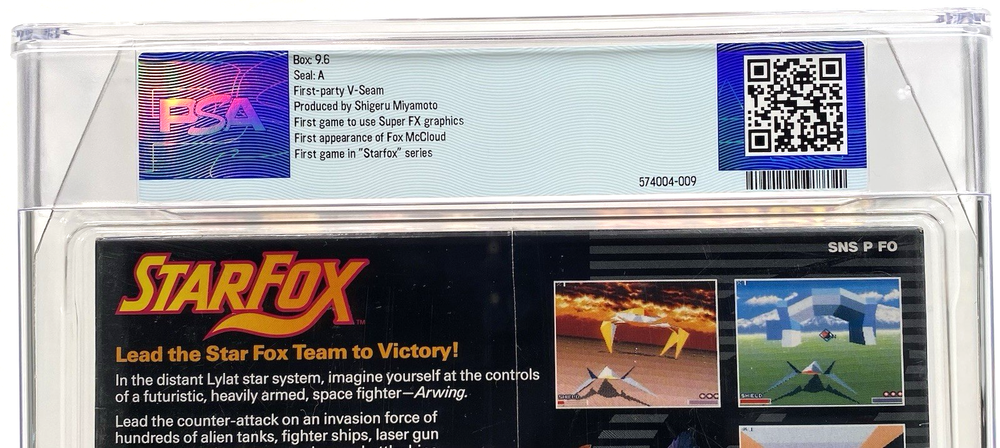 PSA
Box: 9.6
Seal: A
First-party V-Seam
Produced by Shigeru Miyamoto
First game to use Super FX graphics
First appearance of Fox McCloud
First game in "Starfox" series
574004-009
SNS P FO
STARFOX™
Lead the Star Fox Team to Victory!
In the distant Lylat star system, imagine yourself at the controls
of a futuristic, heavily armed, space fighter—Arwing.
Lead the counter-attack on an invasion force of
hundreds of alien tanks, fighter ships, laser gun
SHIELD
SHIELD